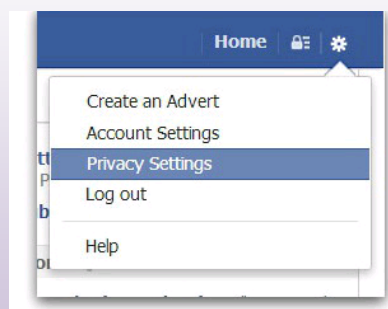 Home
Create an Advert
Account Settings
Privacy Settings
Log out
Help